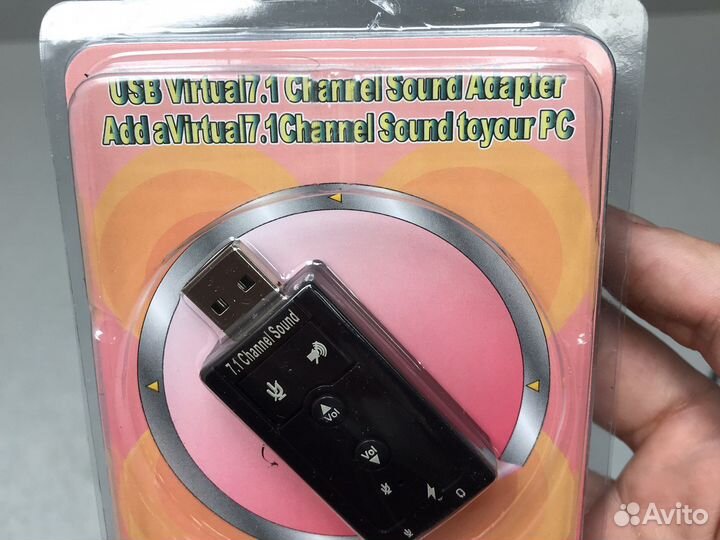 USB Virtual7.1 Channel Sound Adapter
Add aVirtual7.1Channel Sound toyour PC
7.1 Channel Sound
Vol
Vol
Avito